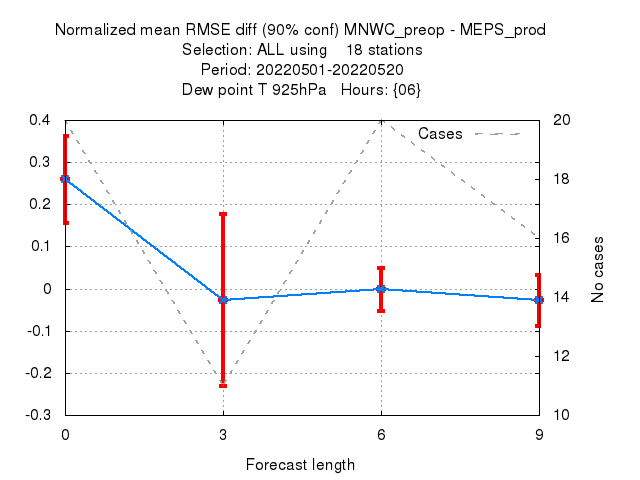 Normalized mean RMSE diff (90% conf) MNWC_preop - MEPS_prod
Selection: ALL using 18 stations
Period: 20220501-20220520
Dew point T 925hPa Hours: {06}
Cases
0.4
0.3
0.2
0.1
0
-0.1
-0.2
-0.3
20
18
16
14
12
10
No cases
0 3 6 9
Forecast length